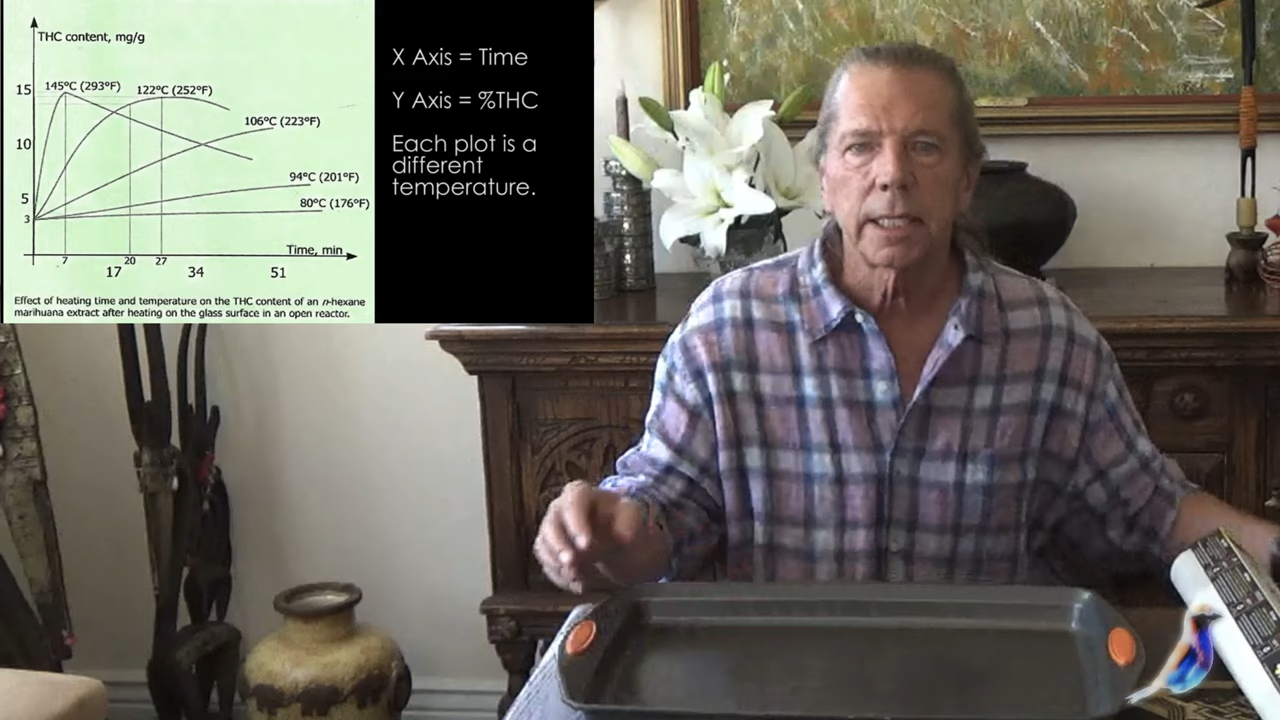 THC content, mg/g
15
145°C (293°F)
122°C (252°F)
106°C (223°F)
10
94°C (201°F)
5
80°C (176°F)
3
Time, min
7
20
27
17
34
51
Effect of heating time and temperature on the THC content of an n-hexane
marihuana extract after heating on the glass surface in an open reactor.
X Axis = Time
Y Axis = %THC
Each plot is a
different
temperature.